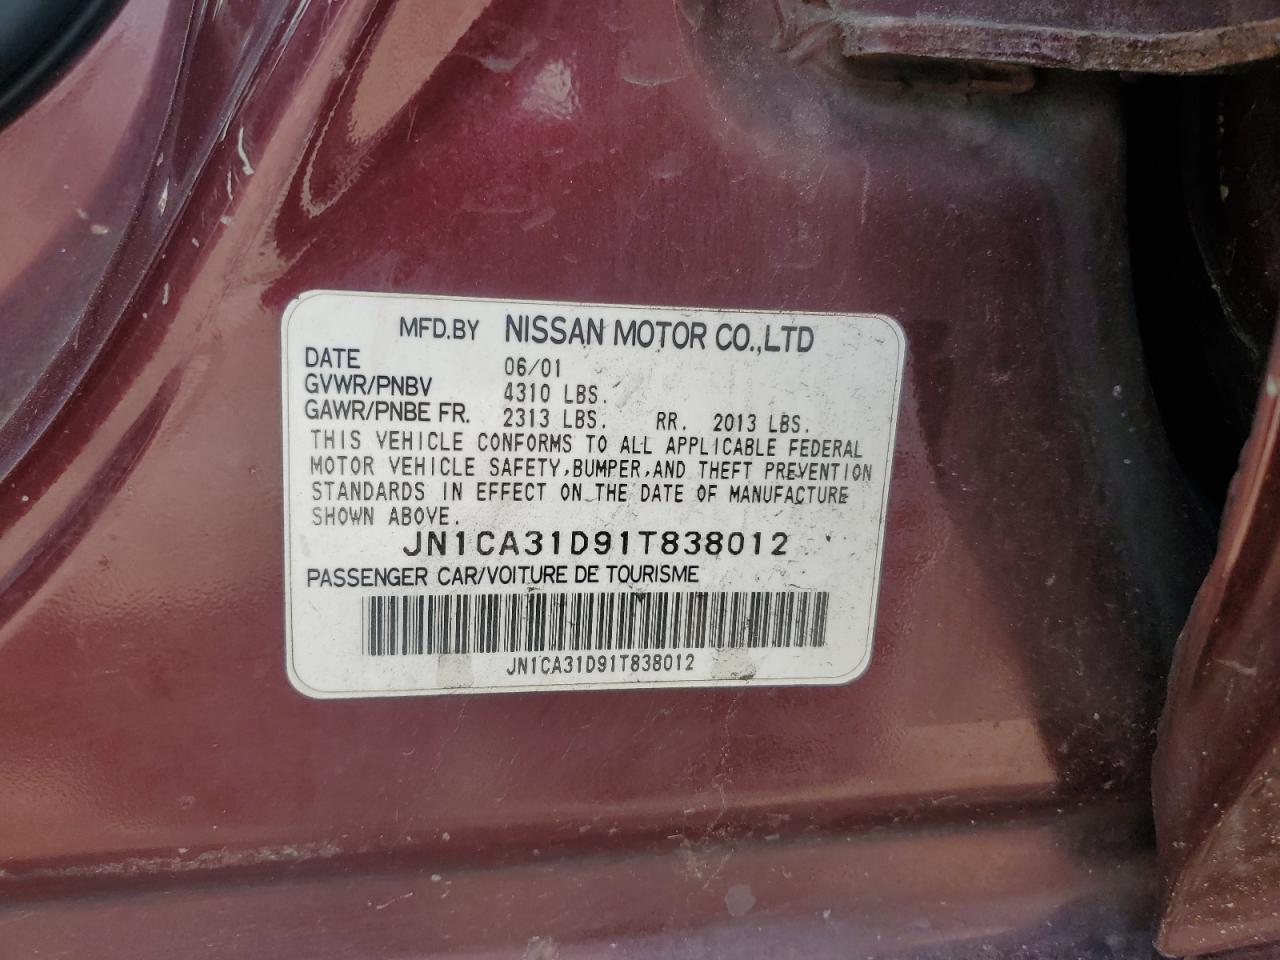 MFD.BY NISSAN MOTOR CO.,LTD
DATE 06/01
GVWR/PNBV 4310 LBS.
GAWR/PNBE FR. 2313 LBS. RR. 2013 LBS.
THIS VEHICLE CONFORMS TO ALL APPLICABLE FEDERAL
MOTOR VEHICLE SAFETY,BUMPER,AND THEFT PREVENTION
STANDARDS IN EFFECT ON THE DATE OF MANUFACTURE
SHOWN ABOVE.
JN1CA31D91T838012
PASSENGER CAR/VOITURE DE TOURISME
JN1CA31D91T838012